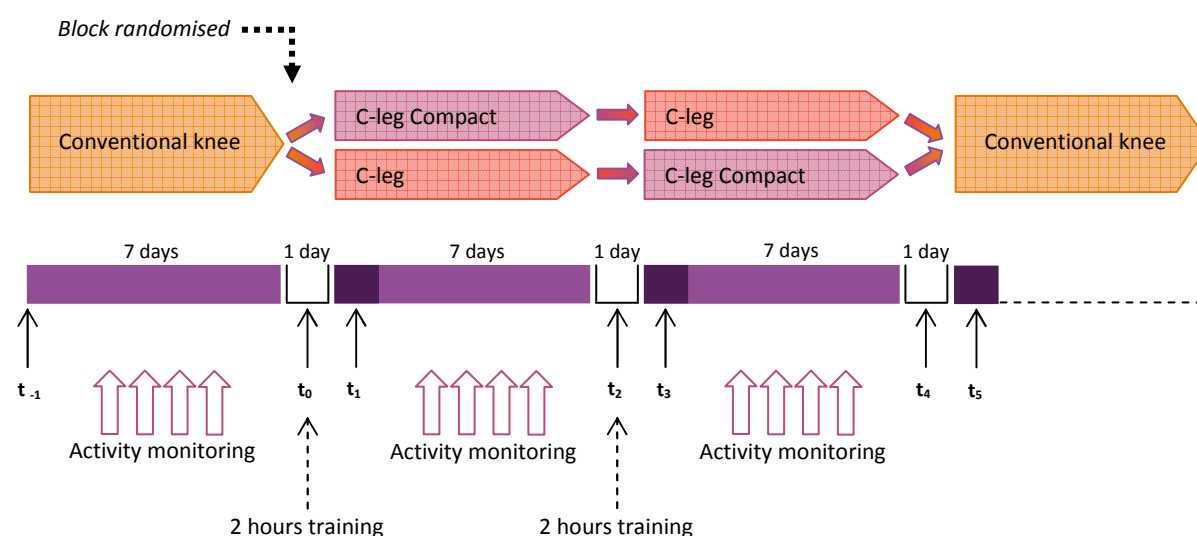 Block randomised
Conventional knee
C-leg Compact
C-leg
Conventional knee
C-leg
C-leg Compact
7 days
1 day
7 days
1 day
7 days
1 day
t -1
t0
t1
t2
t3
t4
t5
Activity monitoring
Activity monitoring
Activity monitoring
2 hours training
2 hours training